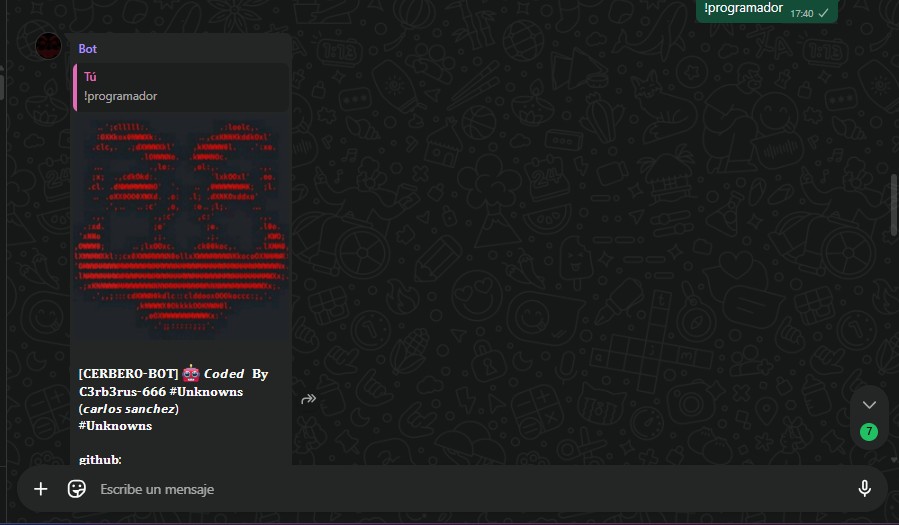 !programador
17:40
Bot
Tú
!programador
[CERBERO-BOT] 🤖 Coded By
C3rb3rus-666 #Unknowns
(carlos sanchez)
#Unknowns
github:
7
Escribe un mensaje